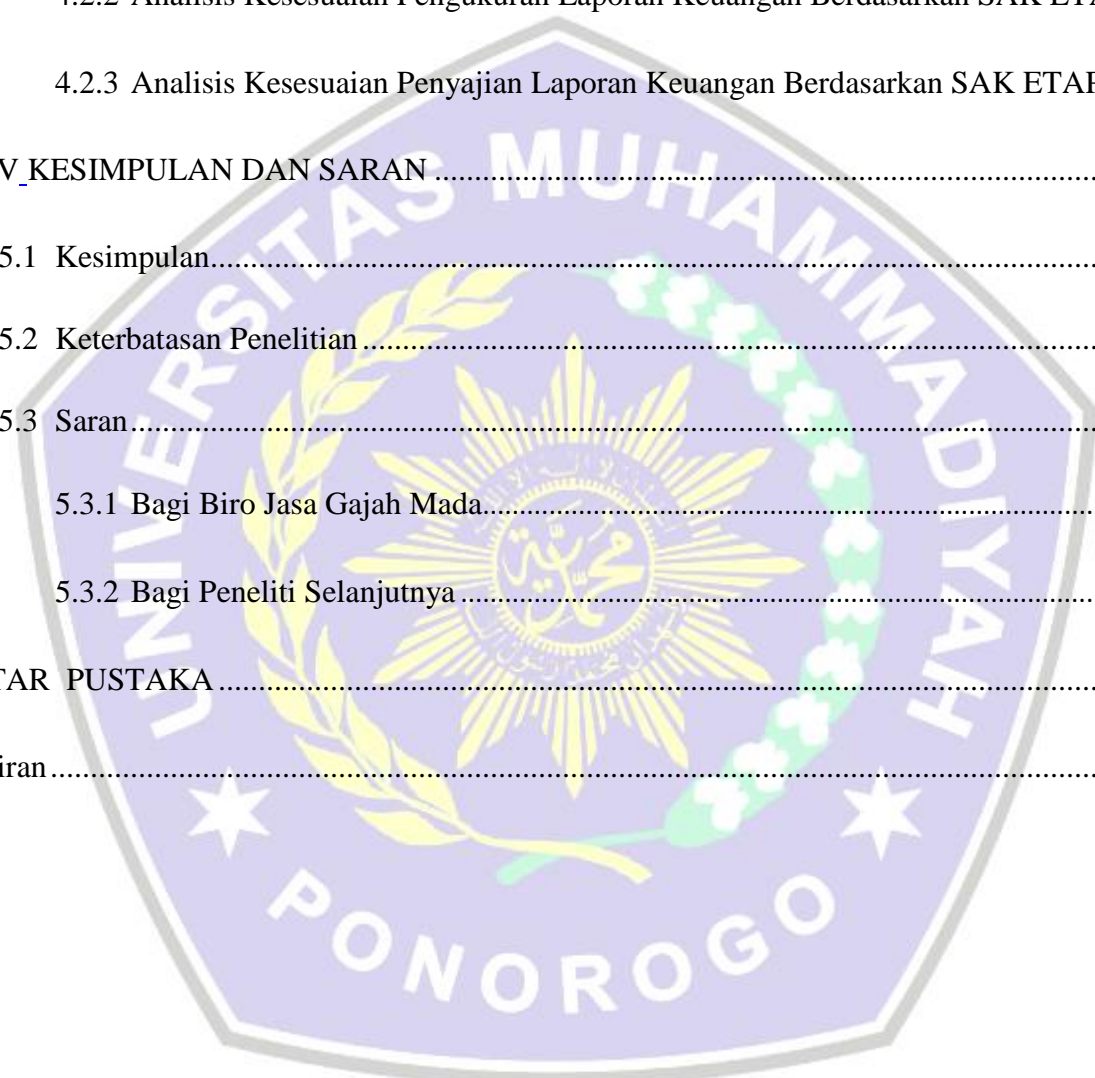 4.2.2 Analisis Kesesuaian Pengukuran Laporan Keuangan Berdasarkan SAK ETA
4.2.3 Analisis Kesesuaian Penyajian Laporan Keuangan Berdasarkan SAK ETAP
V KESIMPULAN DAN SARAN
5.1 Kesimpulan
5.2 Keterbatasan Penelitian
5.3 Saran
5.3.1 Bagi Biro Jasa Gajah Mada
5.3.2 Bagi Peneliti Selanjutnya
TAR PUSTAKA
iran
UNIVERSITAS MUHAMMADIYAH
PONOROGO